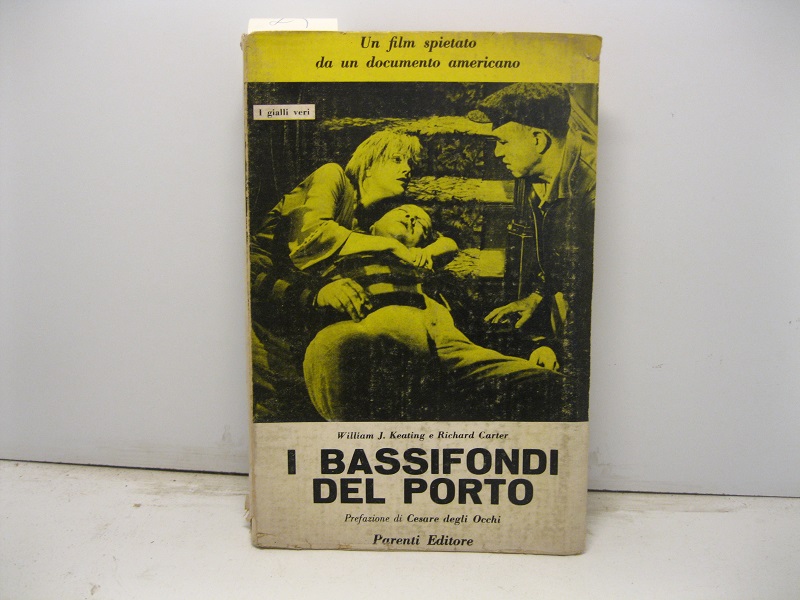 Un film spietato
da un documento americano
I gialli veri
William J. Keating e Richard Carter
I BASSIFONDI
DEL PORTO
Prefazione di Cesare degli Occhi
Parenti Editore